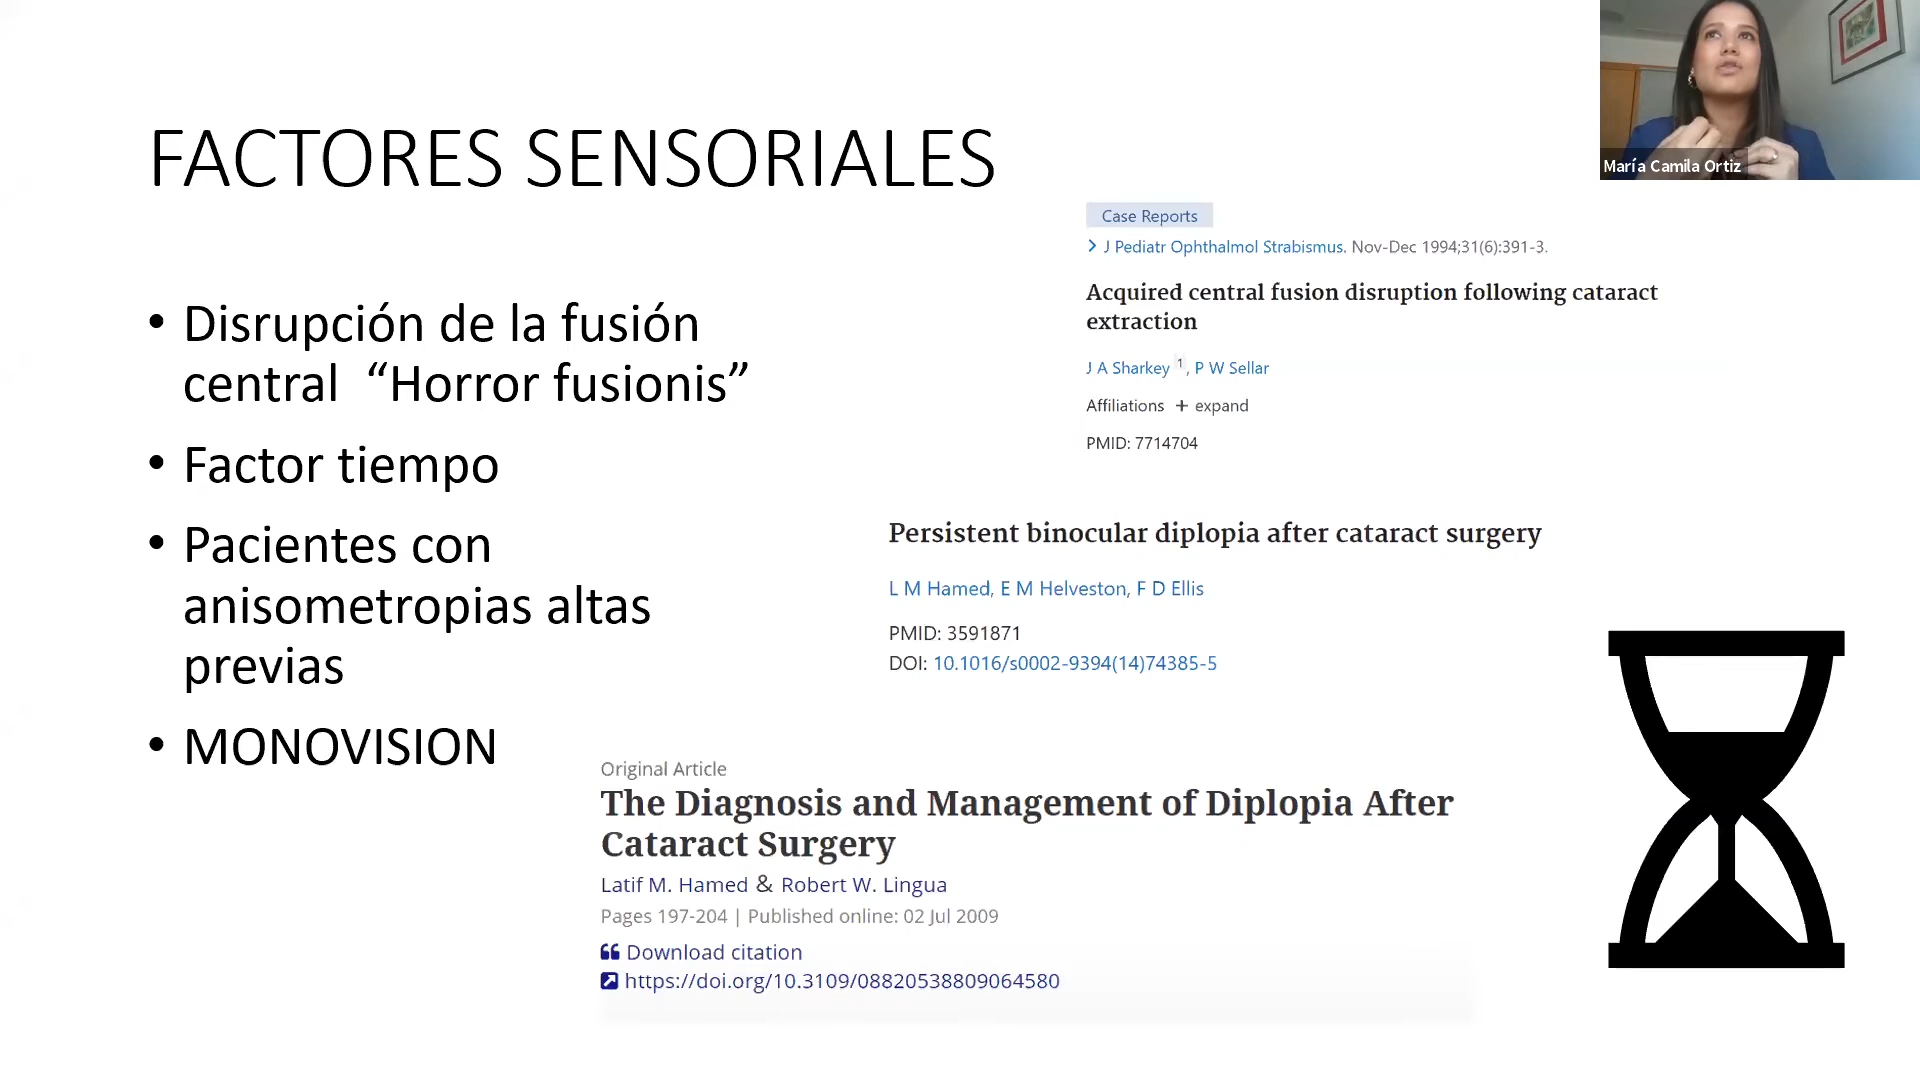 María Camila Ortiz
FACTORES SENSORIALES
• Disrupción de la fusión
central “Horror fusionis”
• Factor tiempo
• Pacientes con
anisometropias altas
previas
• MONOVISION
Case Reports
> J Pediatr Ophthalmol Strabismus. Nov-Dec 1994;31(6):391-3.
Acquired central fusion disruption following cataract
extraction
J A Sharkey 1, P W Sellar
Affiliations + expand
PMID: 7714704
Persistent binocular diplopia after cataract surgery
L M Hamed, E M Helveston, F D Ellis
PMID: 3591871
DOI: 10.1016/s0002-9394(14)74385-5
Original Article
The Diagnosis and Management of Diplopia After
Cataract Surgery
Latif M. Hamed & Robert W. Lingua
Pages 197-204 | Published online: 02 Jul 2009
Download citation
https://doi.org/10.3109/08820538809064580